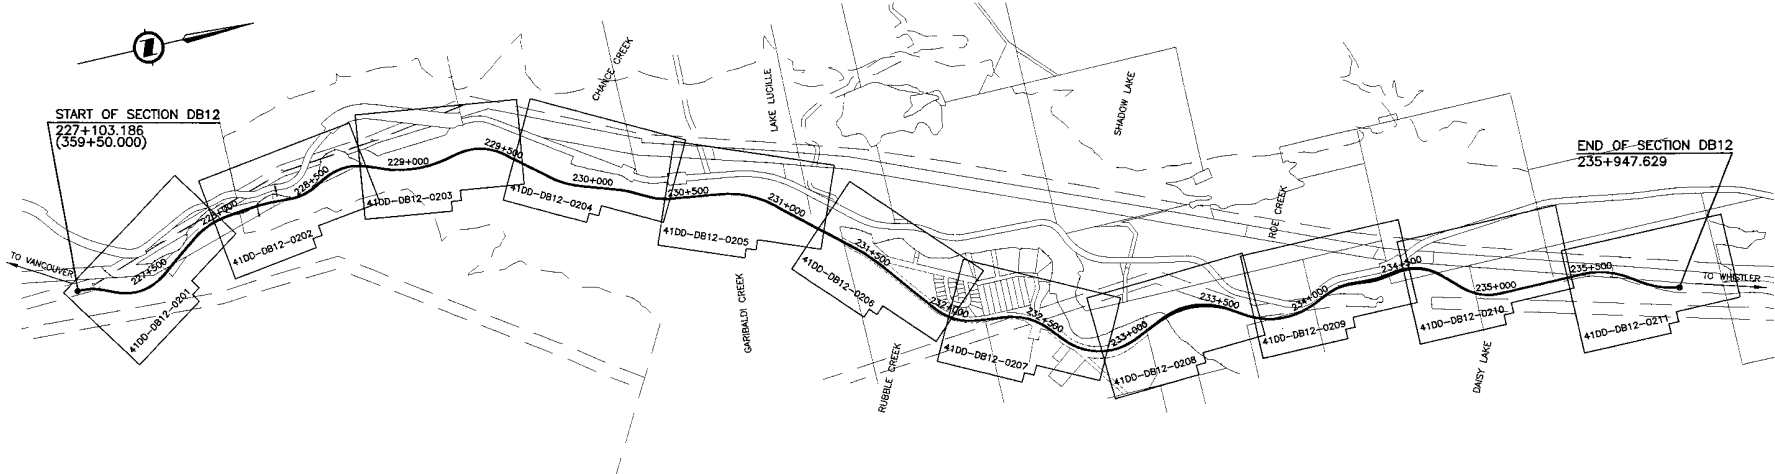 START OF SECTION DB12
227+103.186
(359+50.000)
TO VANCOUVER
227+500
41DD-DB12-0201
228+000
41DD-DB12-0202
228+500
229+000
41DD-DB12-0203
229+500
CHANCE CREEK
230+000
41DD-DB12-0204
230+500
41DD-DB12-0205
GARIBALDI CREEK
LAKE LUCILLE
231+000
231+500
41DD-DB12-0206
RUBBLE CREEK
232+000
232+500
41DD-DB12-0207
SHADOW LAKE
233+000
41DD-DB12-0208
233+500
ROE CREEK
234+000
41DD-DB12-0209
234+500
41DD-DB12-0210
235+000
DAISY LAKE
235+500
41DD-DB12-0211
END OF SECTION DB12
235+947.629
TO WHISTLER